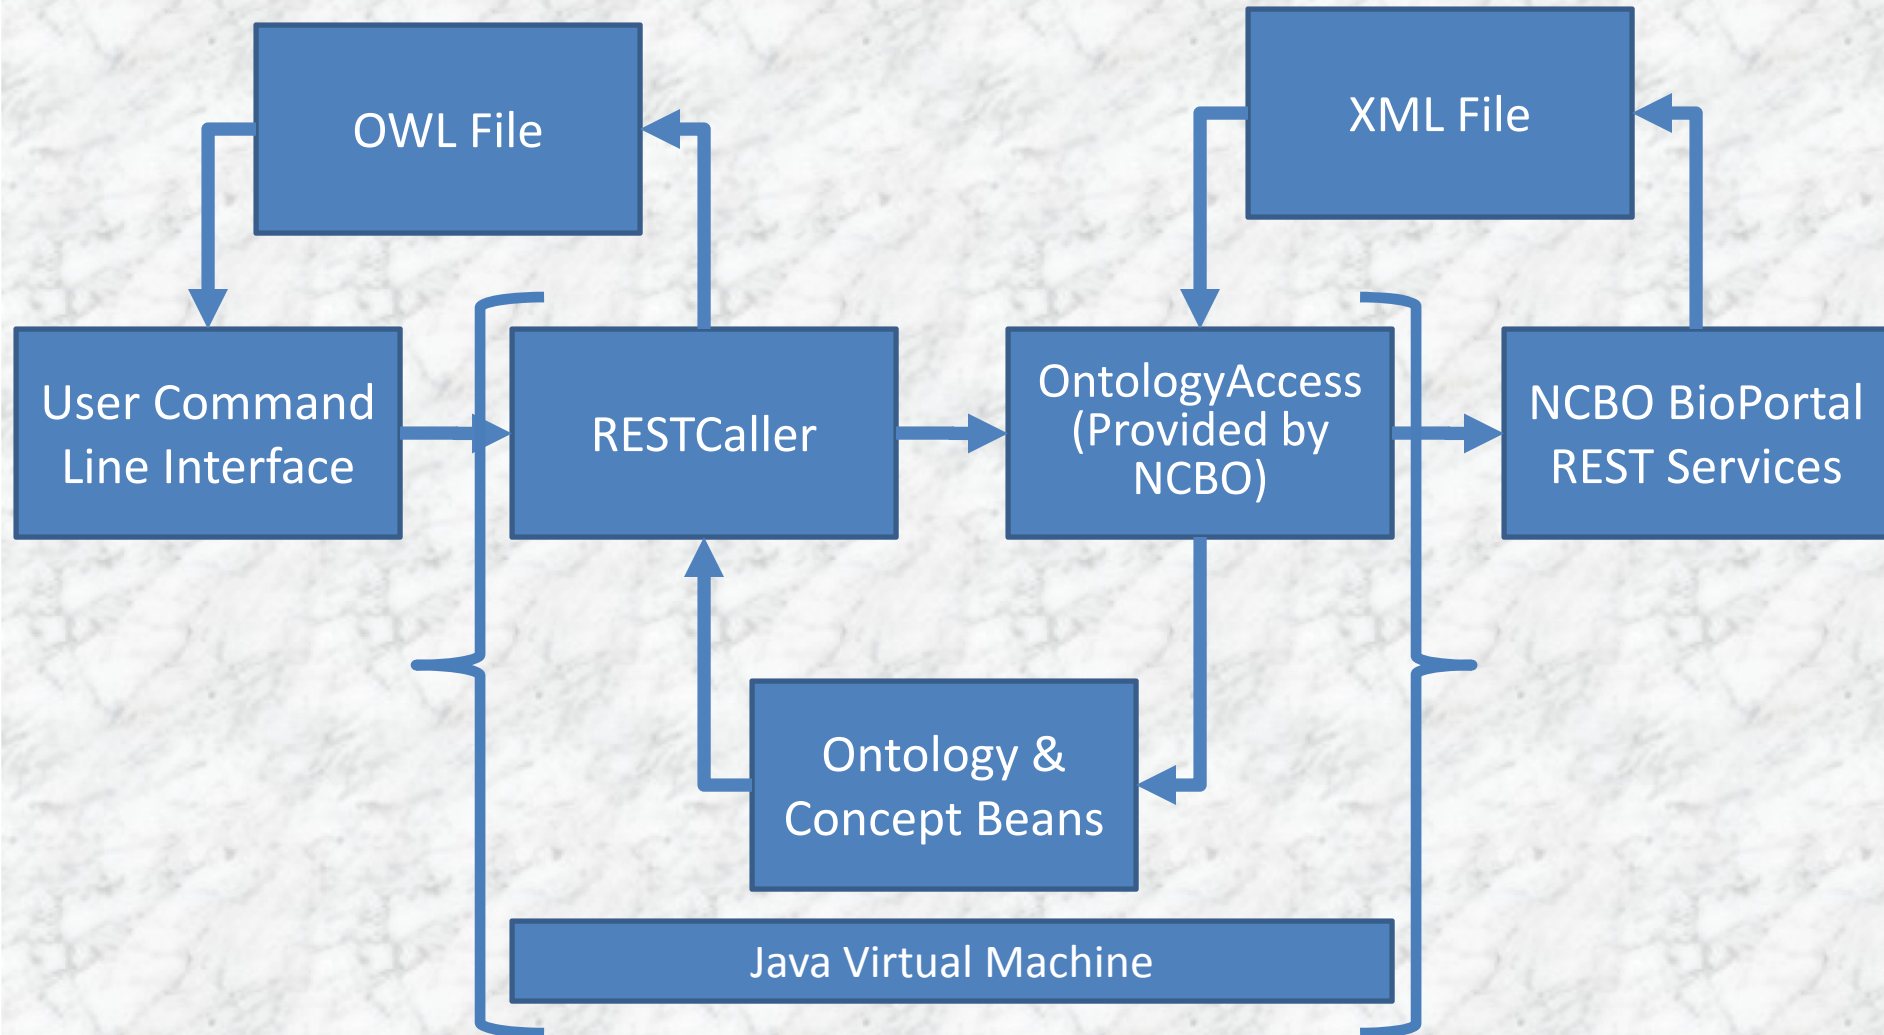 OWL File
XML File
User Command
Line Interface
RESTCaller
OntologyAccess
(Provided by
NCBO)
NCBO BioPortal
REST Services
Ontology &
Concept Beans
Java Virtual Machine